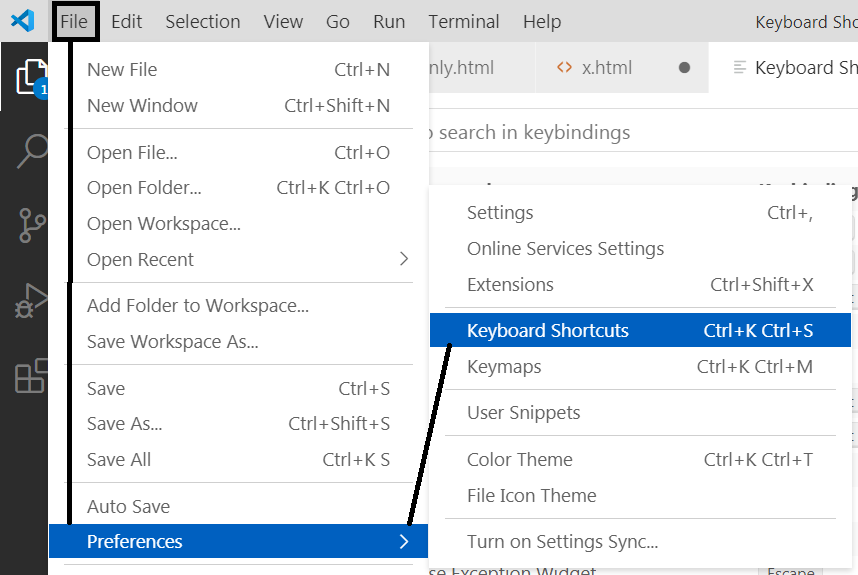 File Edit Selection View Go Run Terminal Help Keyboard Sho
nly.html x.html Keyboard Sh
1
search in keybindings
New File Ctrl+N
New Window Ctrl+Shift+N
Open File... Ctrl+O
Open Folder... Ctrl+K Ctrl+O
Open Workspace...
Open Recent
Add Folder to Workspace...
Save Workspace As...
Save Ctrl+S
Save As... Ctrl+Shift+S
Save All Ctrl+K S
Auto Save
Preferences
Settings Ctrl+,
Online Services Settings
Extensions Ctrl+Shift+X
Keyboard Shortcuts Ctrl+K Ctrl+S
Keymaps Ctrl+K Ctrl+M
User Snippets
Color Theme Ctrl+K Ctrl+T
File Icon Theme
Turn on Settings Sync...
se Exception Widget Escape